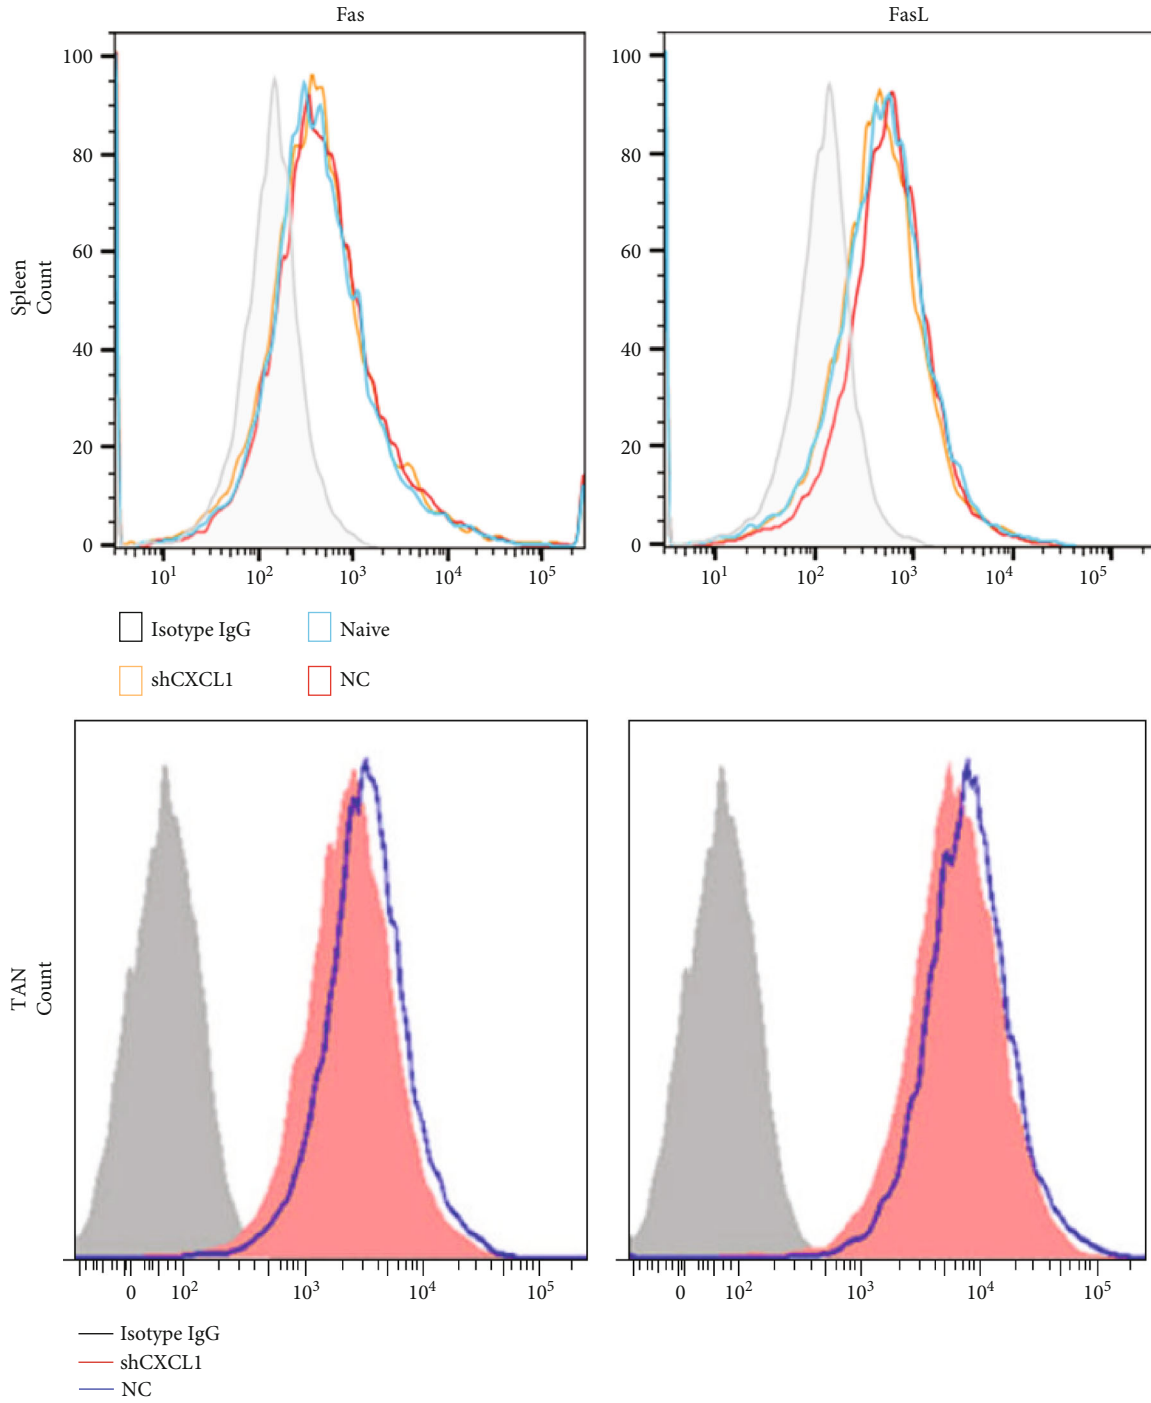 Fas
FasL
Spleen
Count
100
80
60
40
20
0
10¹ 10² 10³ 10⁴ 10⁵
100
80
60
40
20
0
10¹ 10² 10³ 10⁴ 10⁵
Isotype IgG
Naive
shCXCL1
NC
TAN
Count
0 10² 10³ 10⁴ 10⁵
0 10² 10³ 10⁴ 10⁵
Isotype IgG
shCXCL1
NC